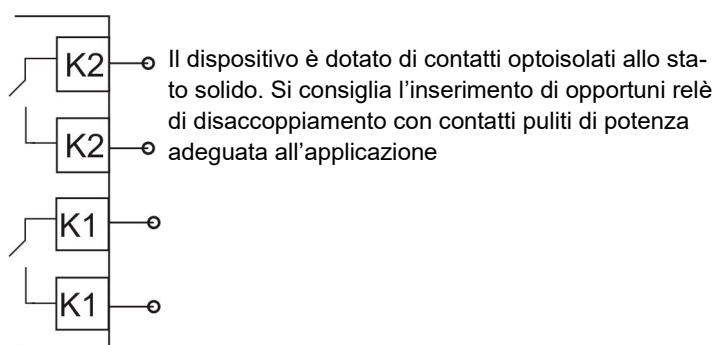 K2
Il dispositivo è dotato di contatti optoisolati allo sta-
to solido. Si consiglia l'inserimento di opportuni relè
di disaccoppiamento con contatti puliti di potenza
adeguata all'applicazione
K2
K1
K1